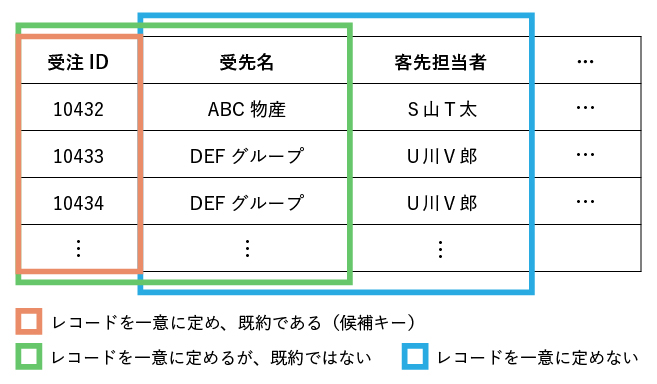 受注 ID 受先名 客先担当者 …
10432 ABC 物産 S 山 T 太 …
10433 DEF グループ U 川 V 郎 …
10434 DEF グループ U 川 V 郎 …
⋮ ⋮ ⋮
レコードを一意に定め、既約である（候補キー）
レコードを一意に定めるが、既約ではない レコードを一意に定めない